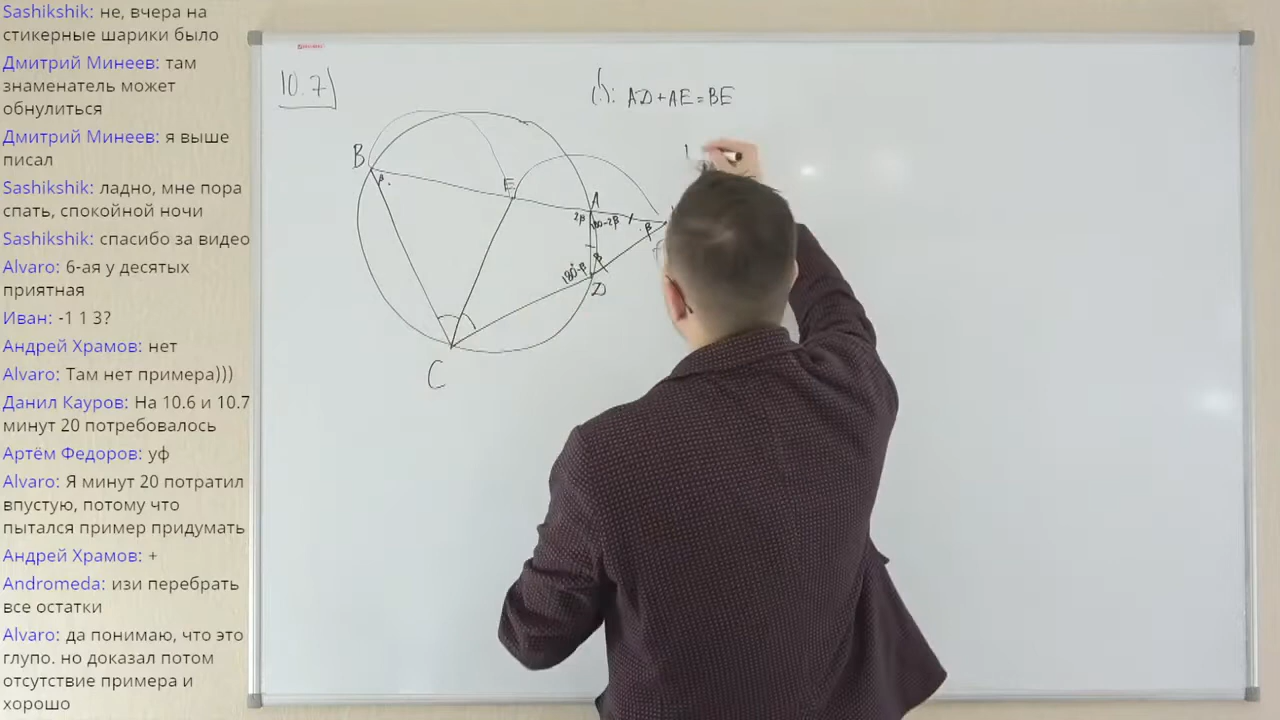 Sashikshik: не, вчера на
стикерные шарики было
Дмитрий Минеев: там
знаменатель может
обнулиться
Дмитрий Минеев: я выше
писал
Sashikshik: ладно, мне пора
спать, спокойной ночи
Sashikshik: спасибо за видео
Alvaro: 6-ая у десятых
приятная
Иван: -1 1 3?
Андрей Храмов: нет
Alvaro: Там нет примера)))
Данил Кауров: На 10.6 и 10.7
минут 20 потребовалось
Артём Федоров: уф
Alvaro: Я минут 20 потратил
впустую, потому что
пытался пример придумать
Андрей Храмов: +
Andromeda: изи перебрать
все остатки
Alvaro: да понимаю, что это
глупо. но доказал потом
отсутствие примера и
хорошо
10.7)
(!): AD+AE=BE
B
β
E
A
2β
180-2β
β
180°-β
β
D
C